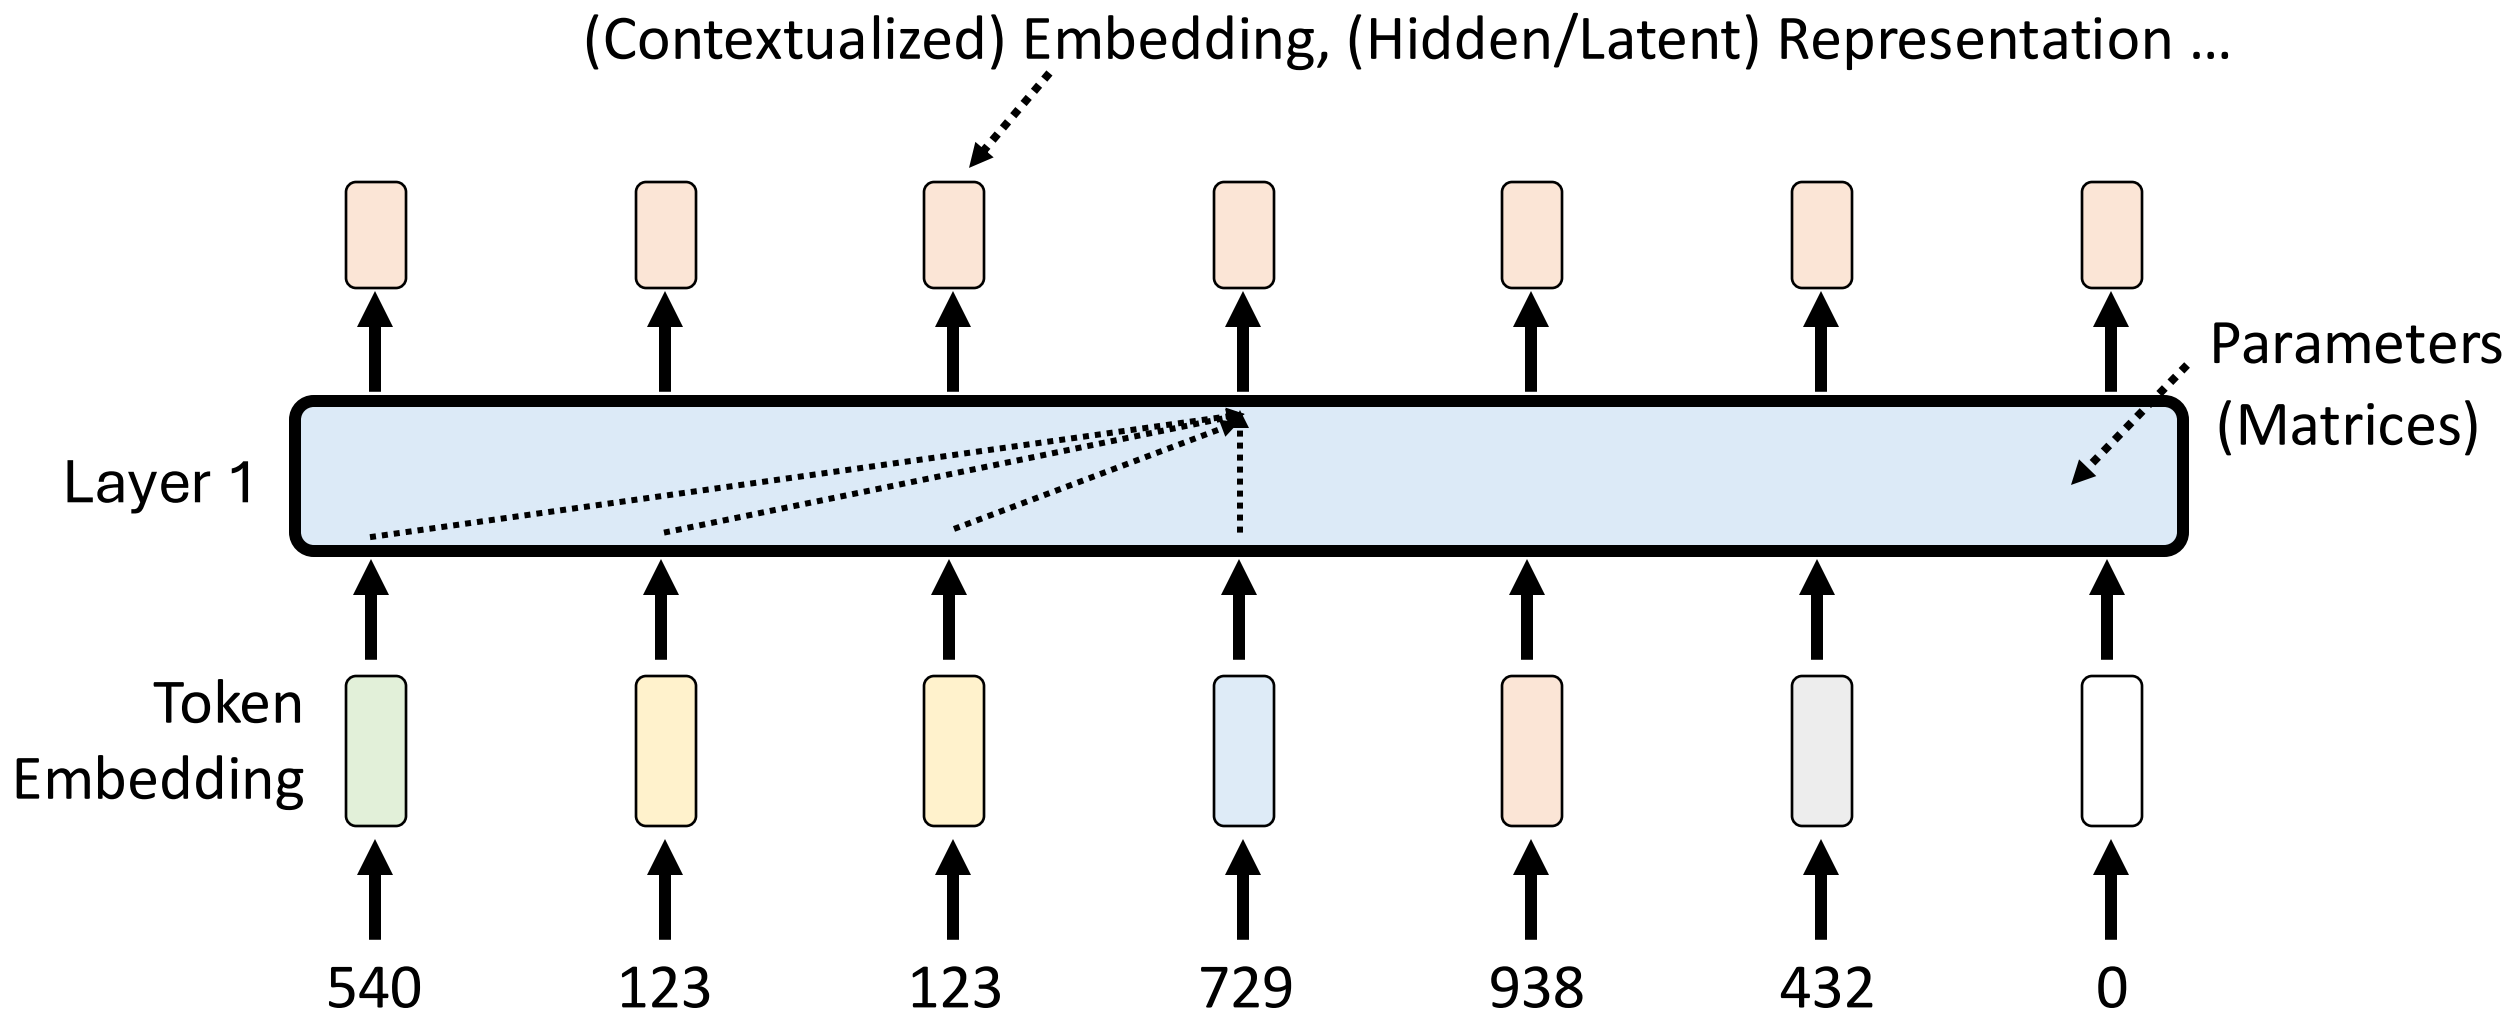 (Contextualized) Embedding, (Hidden/Latent) Representation ...
Parameters
(Matrices)
Layer 1
Token
Embedding
540 123 123 729 938 432 0